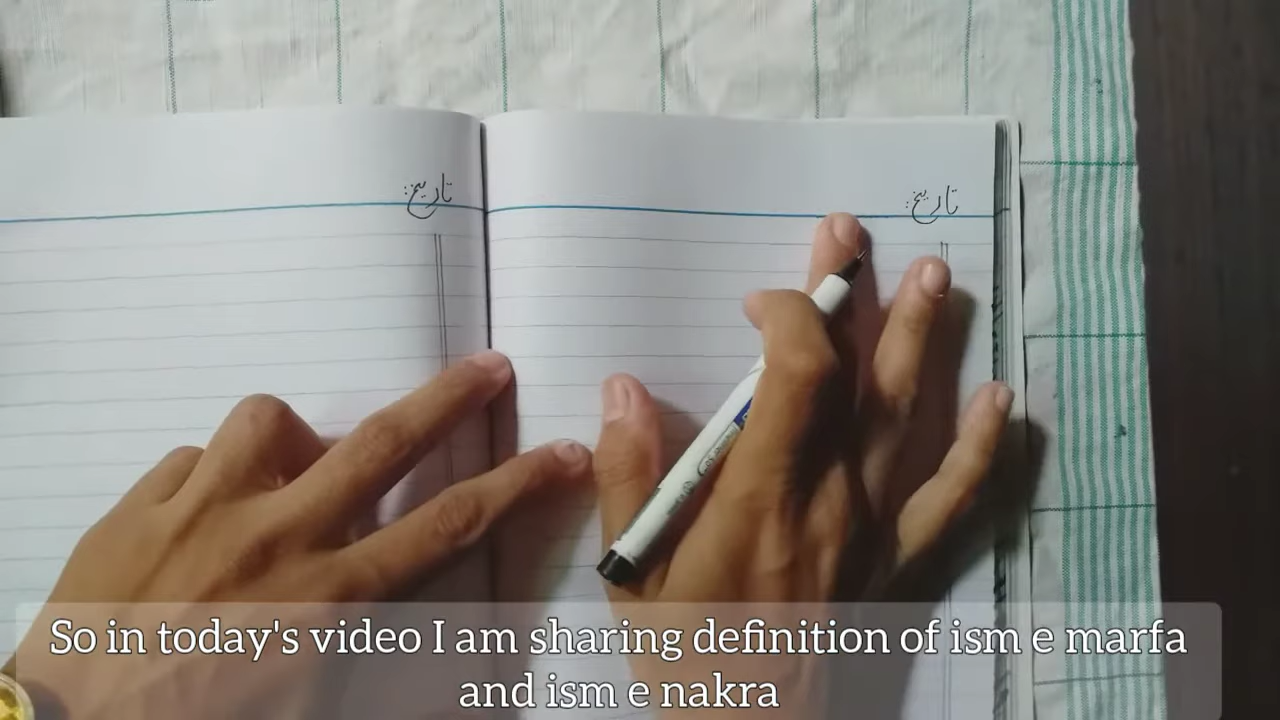 تاریخ:
تاریخ:
So in today's video I am sharing definition of ism e marfa
and ism e nakra